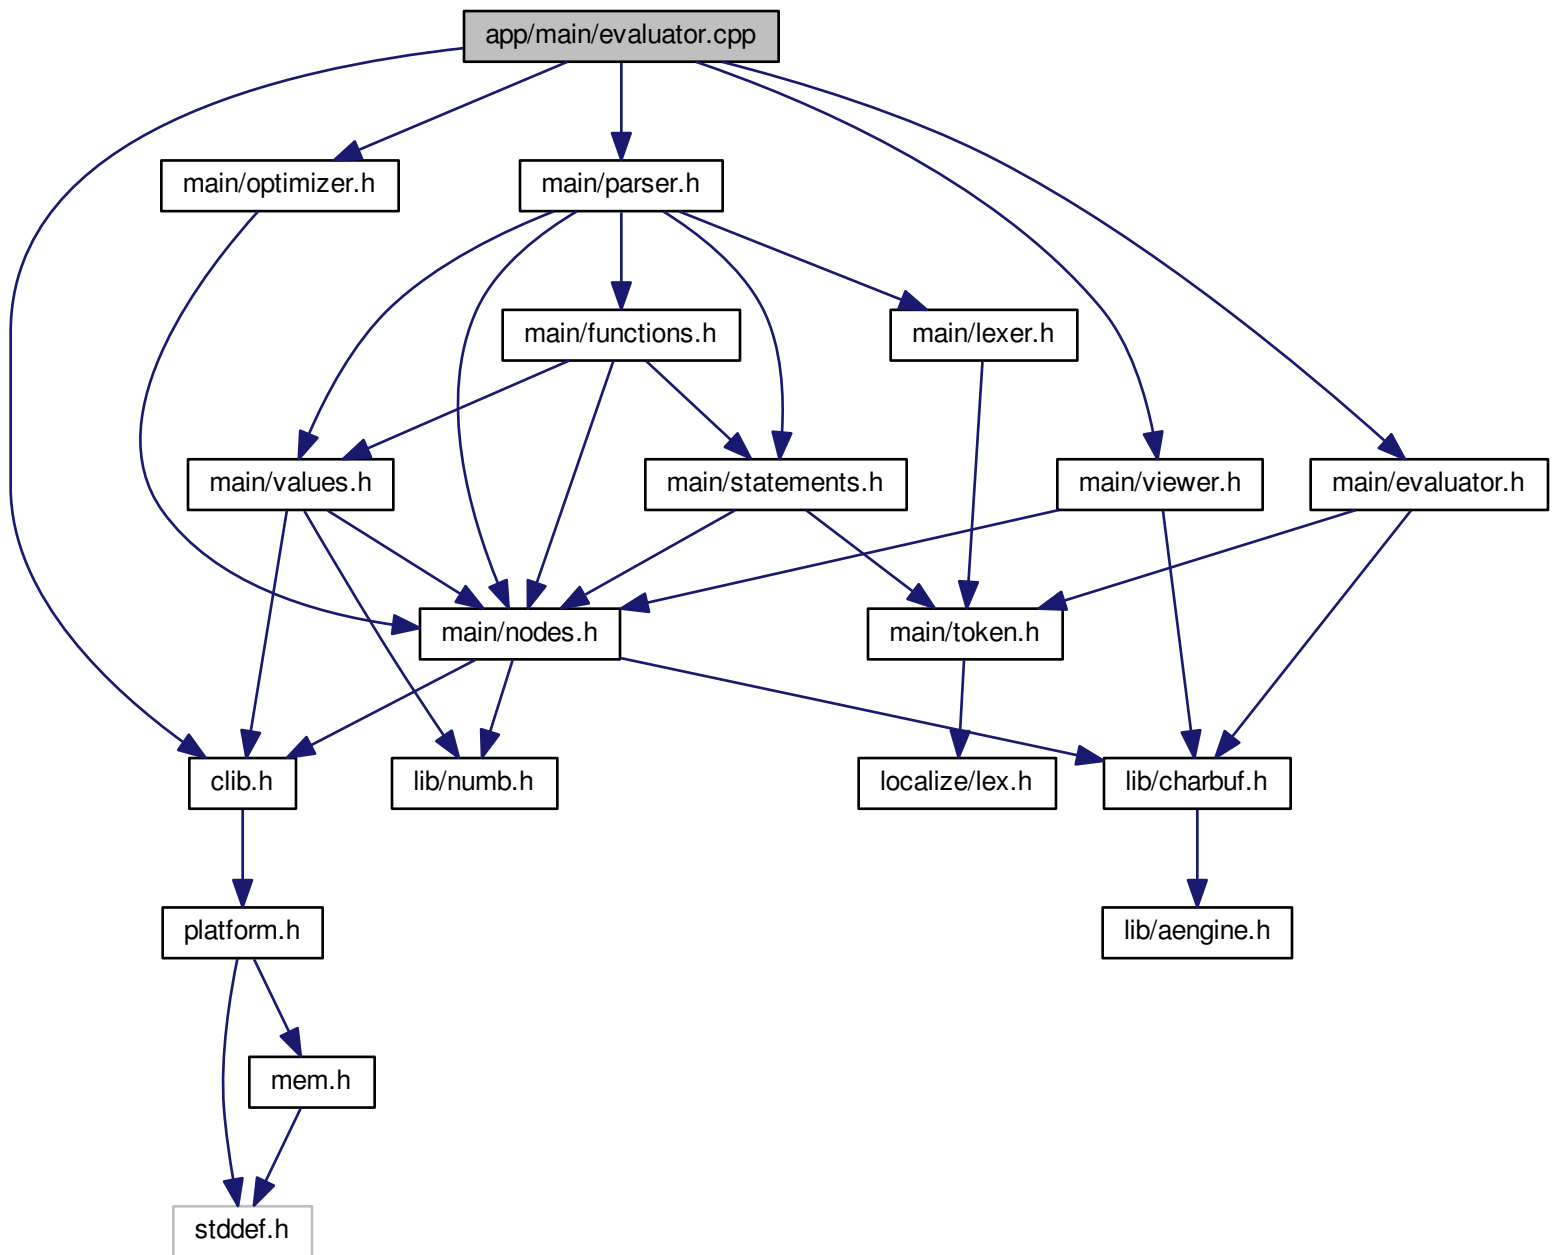 app/main/evaluator.cpp
main/optimizer.h
main/parser.h
main/functions.h
main/lexer.h
main/values.h
main/statements.h
main/viewer.h
main/evaluator.h
main/nodes.h
main/token.h
clib.h
lib/numb.h
localize/lex.h
lib/charbuf.h
platform.h
lib/aengine.h
mem.h
stddef.h